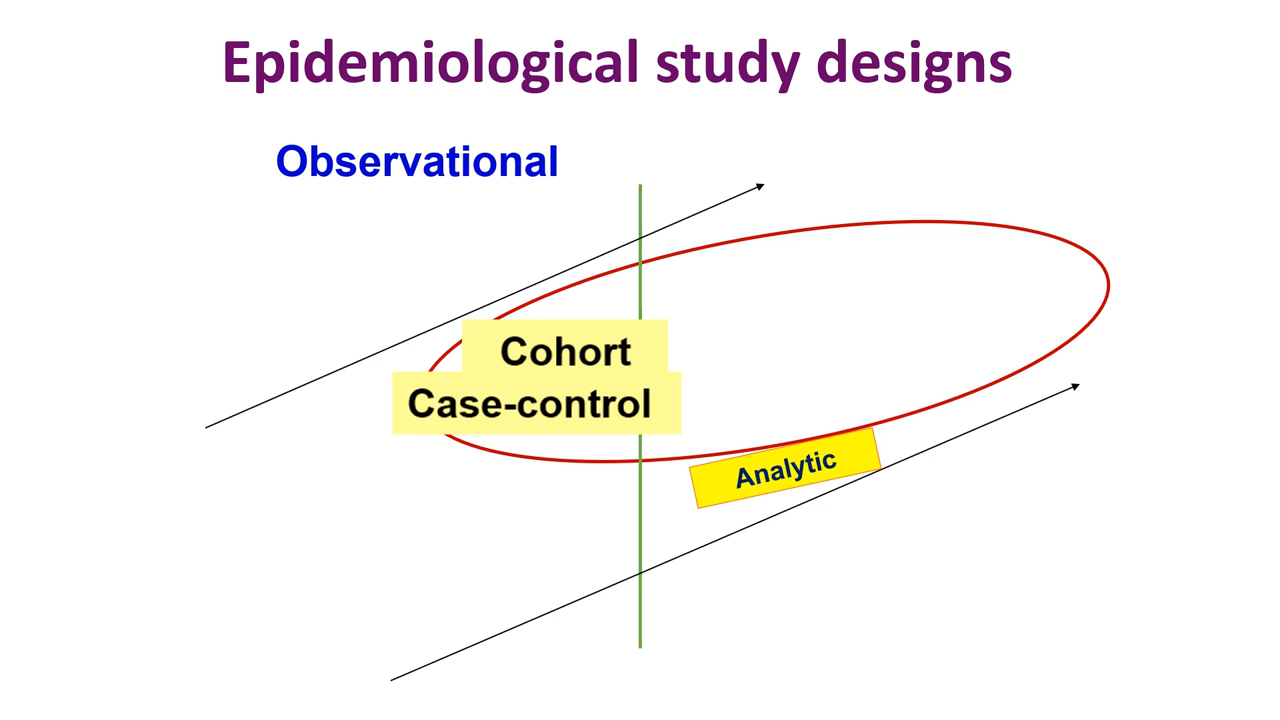 Epidemiological study designs
Observational
Cohort
Case-control
Analytic